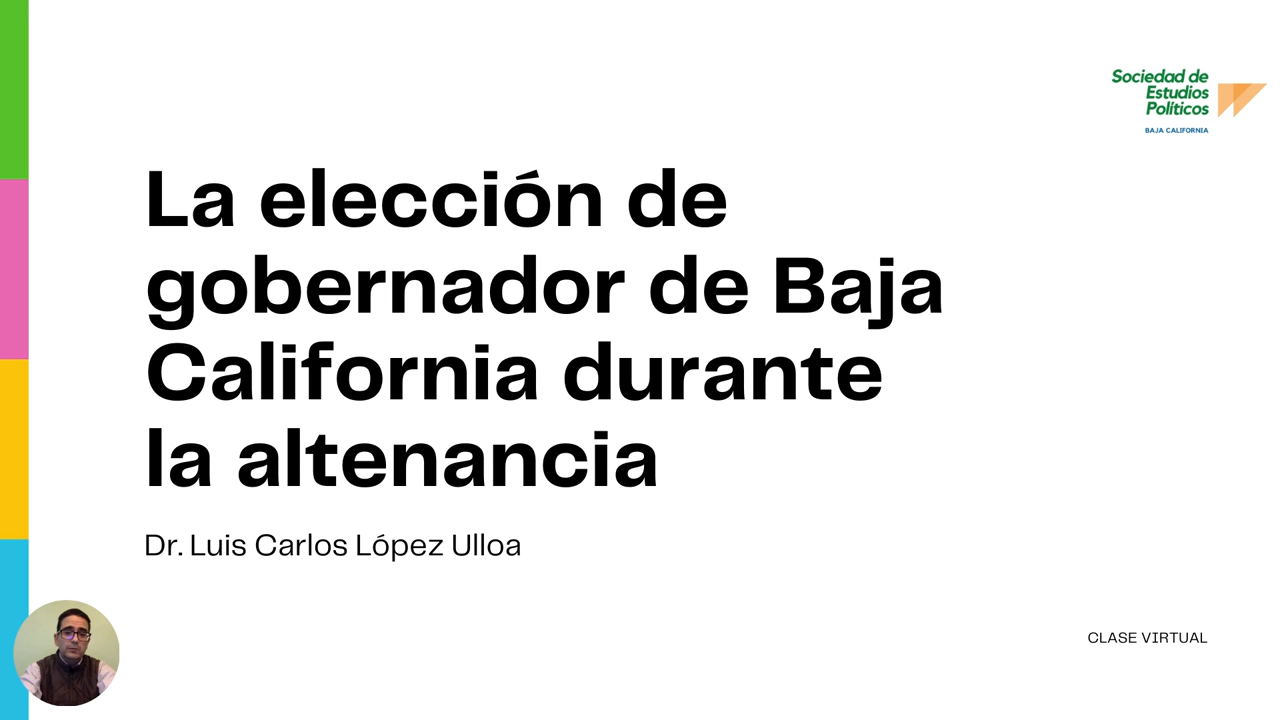 Sociedad de
Estudios
Políticos
BAJA CALIFORNIA
La elección de
gobernador de Baja
California durante
la altenancia
Dr. Luis Carlos López Ulloa
CLASE VIRTUAL